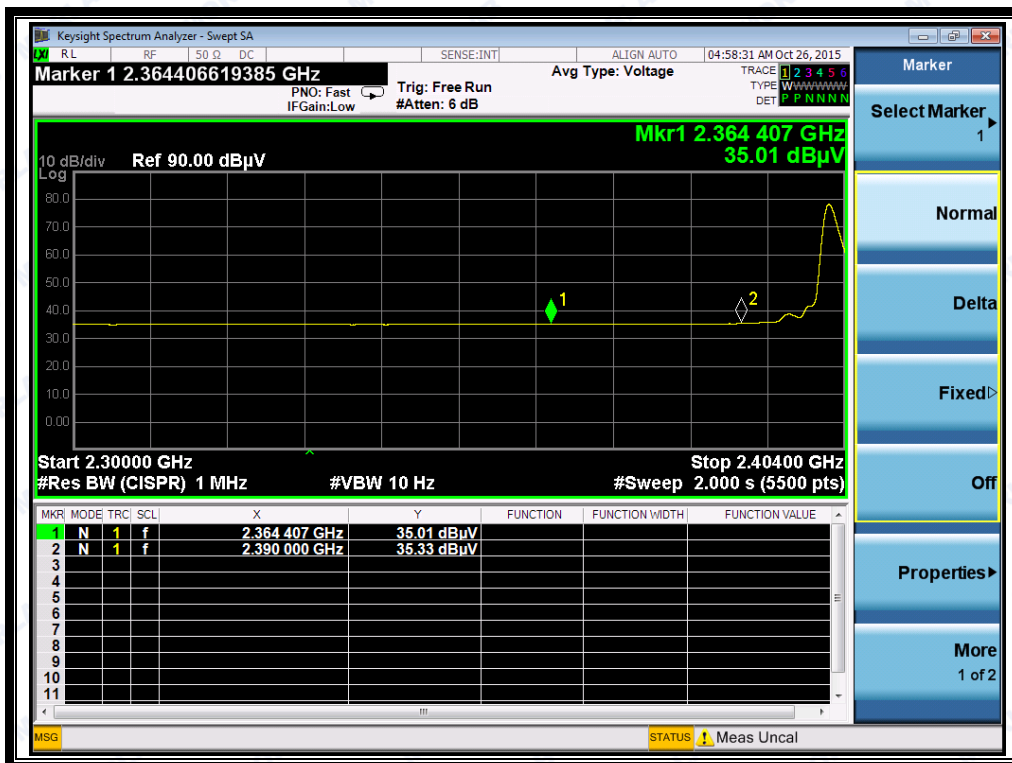 Keysight Spectrum Analyzer - Swept SA
LXI RL RF 50 Ω DC SENSE:INT ALIGN AUTO 04:58:31 AM Oct 26, 2015
Marker 1 2.364406619385 GHz
PNO: Fast
IFGain:Low
Trig: Free Run
#Atten: 6 dB
Avg Type: Voltage
TRACE 1 2 3 4 5 6
TYPE WWWWWWW
DET P P N N N N
Mkr1 2.364 407 GHz
35.01 dBµV
10 dB/div Ref 90.00 dBµV
Log
80.0
70.0
60.0
50.0
40.0
30.0
20.0
10.0
0.00
1
2
Start 2.30000 GHz
Stop 2.40400 GHz
#Res BW (CISPR) 1 MHz
#VBW 10 Hz
#Sweep 2.000 s (5500 pts)
MKR MODE TRC SCL X Y FUNCTION FUNCTION WIDTH FUNCTION VALUE
1 N 1 f 2.364 407 GHz 35.01 dBµV
2 N 1 f 2.390 000 GHz 35.33 dBµV
3
4
5
6
7
8
9
10
11
MSG
STATUS
Meas Uncal
Marker
Select Marker
1
Normal
Delta
Fixed
Off
Properties
More
1 of 2